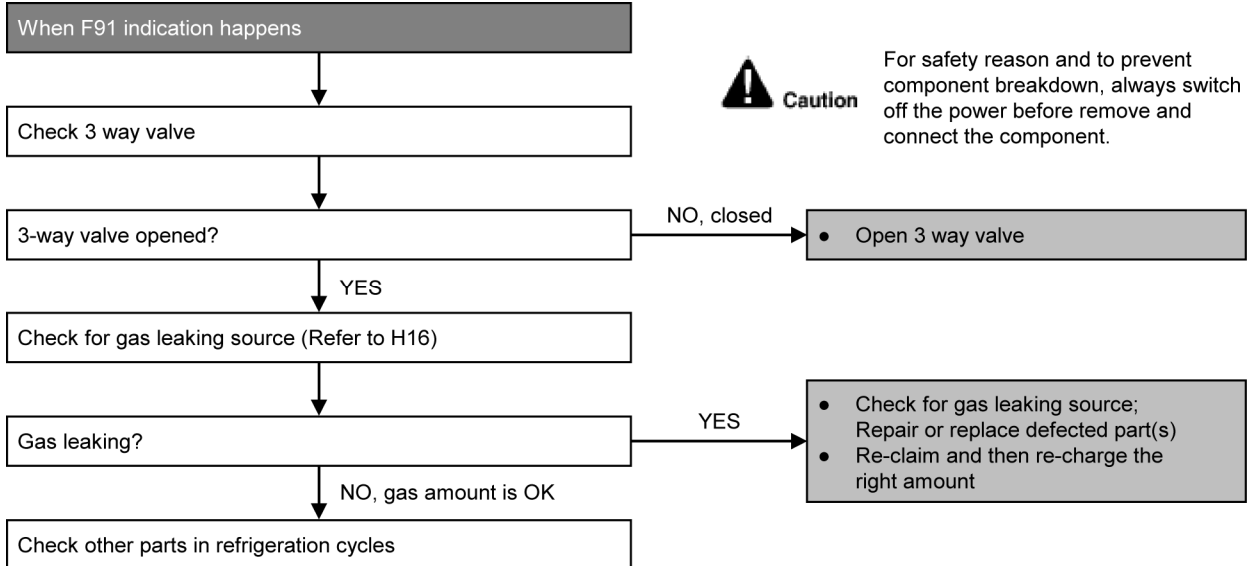 When F91 indication happens
For safety reason and to prevent
component breakdown, always switch
off the power before remove and
connect the component.
Caution
Check 3 way valve
3-way valve opened?
NO, closed
● Open 3 way valve
YES
Check for gas leaking source (Refer to H16)
Gas leaking?
YES
● Check for gas leaking source;
Repair or replace defected part(s)
● Re-claim and then re-charge the
right amount
NO, gas amount is OK
Check other parts in refrigeration cycles